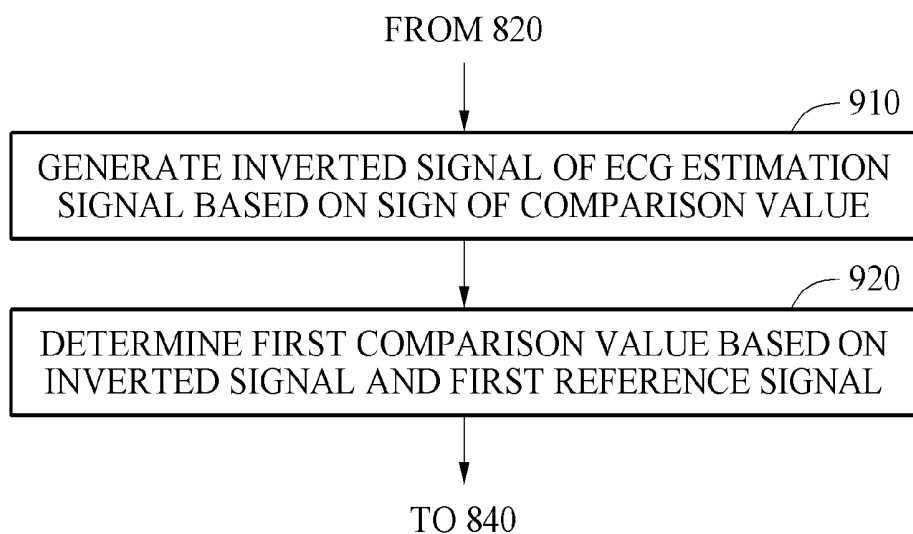 FROM 820
910
GENERATE INVERTED SIGNAL OF ECG ESTIMATION
SIGNAL BASED ON SIGN OF COMPARISON VALUE
920
DETERMINE FIRST COMPARISON VALUE BASED ON
INVERTED SIGNAL AND FIRST REFERENCE SIGNAL
TO 840